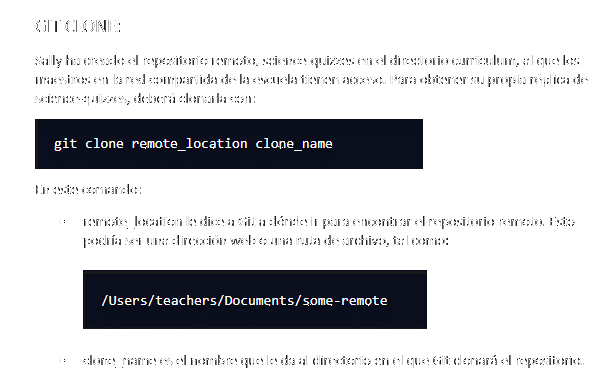 GIT CLONE:
Sally ha creado el repositorio remoto, science-quizzes en el directorio curriculum, al que los
maestros en la red compartida de la escuela tienen acceso. Para obtener su propia réplica de
science-quizzes, deberá clonarla con:
git clone remote_location clone_name
En este comando:
- remote_location le dice a Git a dónde ir para encontrar el repositorio remoto. Esto
podría ser una dirección web o una ruta de archivo, tal como:
/Users/teachers/Documents/some-remote
- clone_name es el nombre que le da al directorio en el que Git clonará el repositorio.